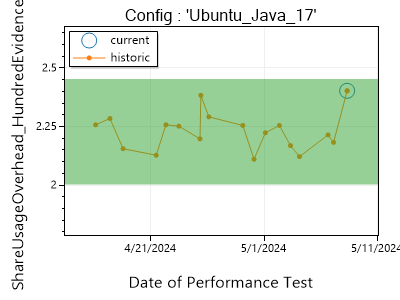 Config : 'Ubuntu_Java_17'
current
historic
ShareUsageOverhead_HundredEvidence
2.5
2.25
2
4/21/2024
5/1/2024
5/11/2024
Date of Performance Test